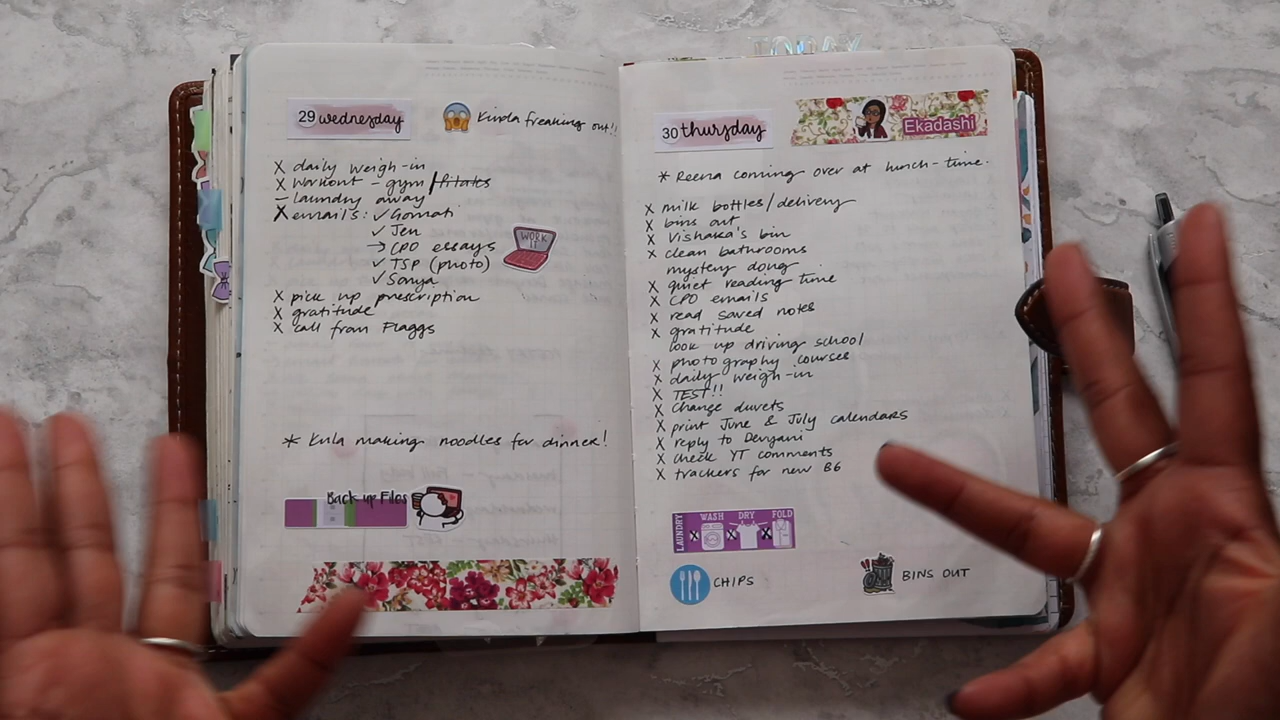 TODAY
29 wednesday
Kinda freaking out!!
X daily weigh-in
X workout - gym / pilates
- laundry away
X emails: ✓ Gomati
✓ Jen
→ CPO essays
✓ TSP (photo)
✓ Sonya
WORK IT
X pick up prescription
X gratitude
X call from Flaggs
* Kula making noodles for dinner!
Back up Files
30 thursday
Ekadashi
* Reena coming over at lunch-time.
X milk bottles/delivery
X bins out
X Vishaka's bin
X clean bathrooms
mystery doug
X quiet reading time
X CPO emails
X read saved notes
X gratitude
look up driving school
X photography courses
X daily weigh-in
X TEST!!
X Change duvets
X print June & July calendars
X reply to Devyani
X check YT comments
X trackers for new B6
LAUNDRY WASH DRY FOLD
CHIPS
BINS OUT